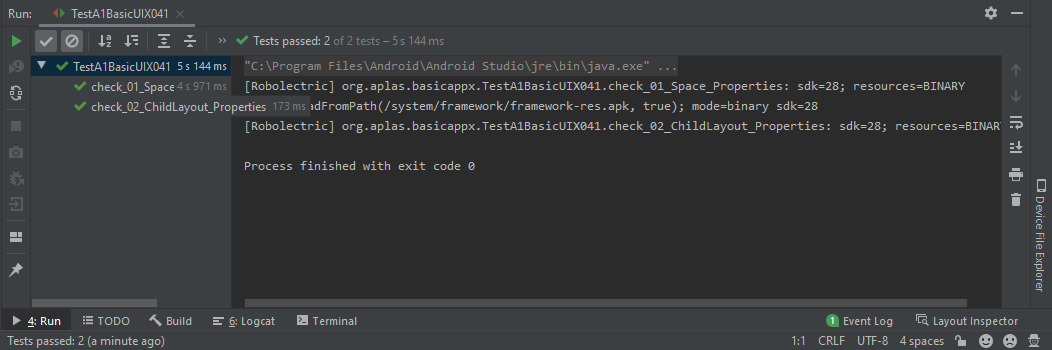 Run: TestA1BasicUIX041
Tests passed: 2 of 2 tests – 5 s 144 ms
TestA1BasicUIX041 5 s 144 ms
check_01_Space 4 s 971 ms
check_02_ChildLayout_Properties 173 ms
"C:\Program Files\Android\Android Studio\jre\bin\java.exe" ...
[Robolectric] org.aplas.basicappx.TestA1BasicUIX041.check_01_Space_Properties: sdk=28; resources=BINARY
adFromPath(/system/framework/framework-res.apk, true); mode=binary sdk=28
[Robolectric] org.aplas.basicappx.TestA1BasicUIX041.check_02_ChildLayout_Properties: sdk=28; resources=BINAR
Process finished with exit code 0
Device File Explorer
4: Run TODO Build 6: Logcat Terminal 1 Event Log Layout Inspector
Tests passed: 2 (a minute ago) 1:1 CRLF UTF-8 4 spaces